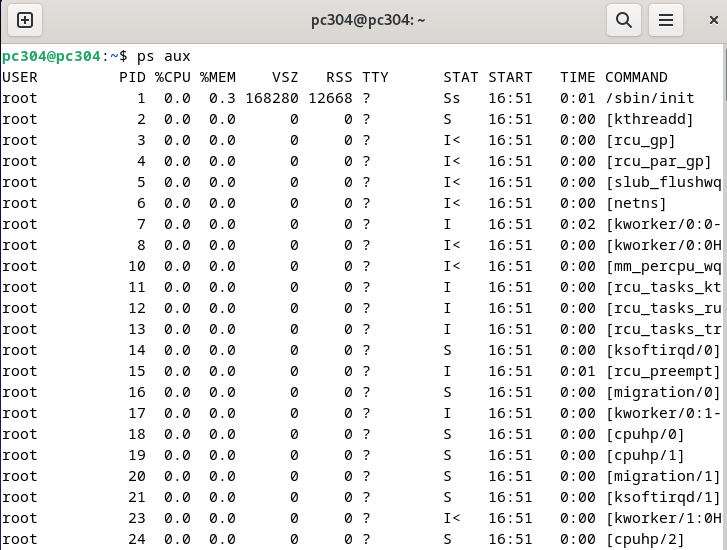 pc304@pc304: ~
pc304@pc304:~$ ps aux
USER PID %CPU %MEM VSZ RSS TTY STAT START TIME COMMAND
root 1 0.0 0.3 168280 12668 ? Ss 16:51 0:01 /sbin/init
root 2 0.0 0.0 0 0 ? S 16:51 0:00 [kthreadd]
root 3 0.0 0.0 0 0 ? I< 16:51 0:00 [rcu_gp]
root 4 0.0 0.0 0 0 ? I< 16:51 0:00 [rcu_par_gp]
root 5 0.0 0.0 0 0 ? I< 16:51 0:00 [slub_flushwq
root 6 0.0 0.0 0 0 ? I< 16:51 0:00 [netns]
root 7 0.0 0.0 0 0 ? I 16:51 0:02 [kworker/0:0-
root 8 0.0 0.0 0 0 ? I< 16:51 0:00 [kworker/0:0H
root 10 0.0 0.0 0 0 ? I< 16:51 0:00 [mm_percpu_wq
root 11 0.0 0.0 0 0 ? I 16:51 0:00 [rcu_tasks_kt
root 12 0.0 0.0 0 0 ? I 16:51 0:00 [rcu_tasks_ru
root 13 0.0 0.0 0 0 ? I 16:51 0:00 [rcu_tasks_tr
root 14 0.0 0.0 0 0 ? S 16:51 0:00 [ksoftirqd/0]
root 15 0.0 0.0 0 0 ? I 16:51 0:01 [rcu_preempt]
root 16 0.0 0.0 0 0 ? S 16:51 0:00 [migration/0]
root 17 0.0 0.0 0 0 ? I 16:51 0:00 [kworker/0:1-
root 18 0.0 0.0 0 0 ? S 16:51 0:00 [cpuhp/0]
root 19 0.0 0.0 0 0 ? S 16:51 0:00 [cpuhp/1]
root 20 0.0 0.0 0 0 ? S 16:51 0:00 [migration/1]
root 21 0.0 0.0 0 0 ? S 16:51 0:00 [ksoftirqd/1]
root 23 0.0 0.0 0 0 ? I< 16:51 0:00 [kworker/1:0H
root 24 0.0 0.0 0 0 ? S 16:51 0:00 [cpuhp/2]